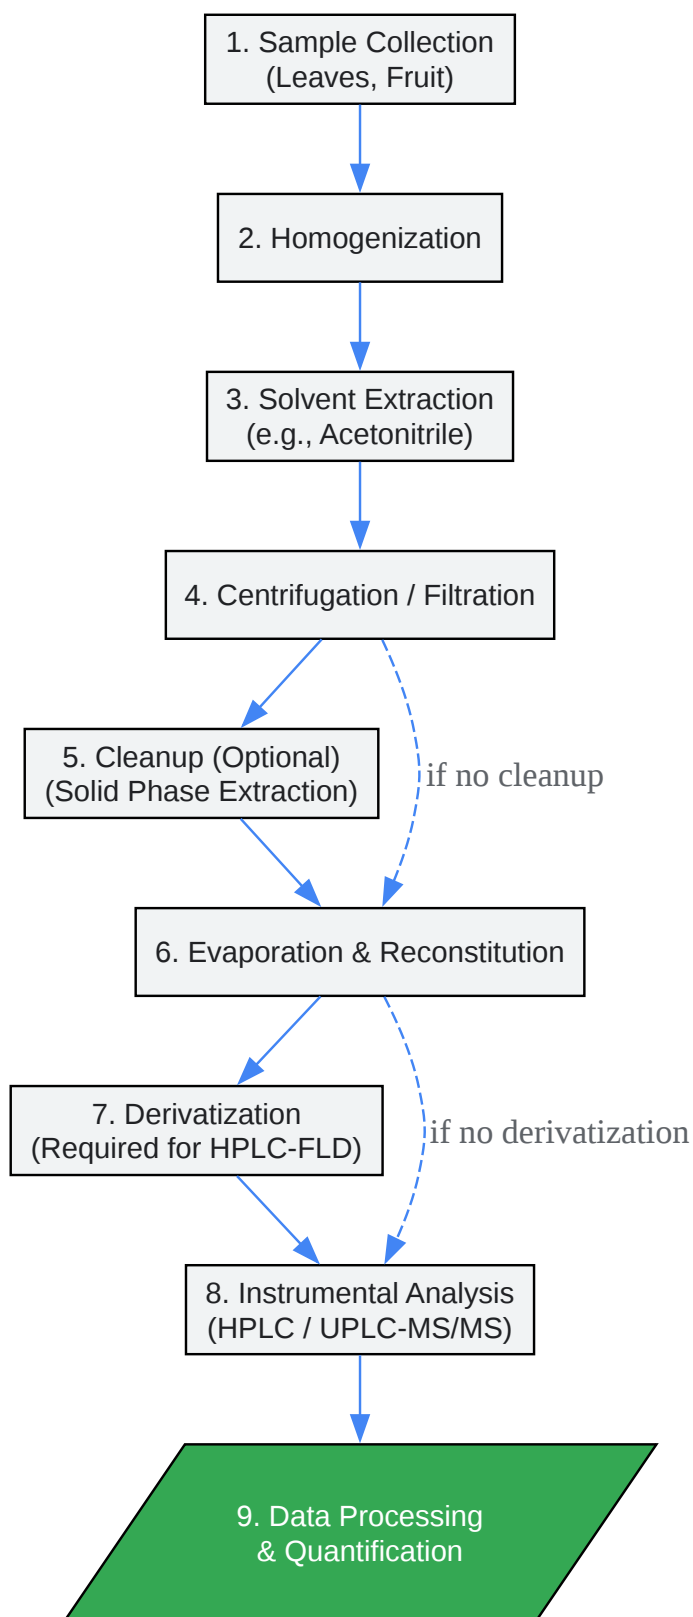 1. Sample Collection
(Leaves, Fruit)
2. Homogenization
3. Solvent Extraction
(e.g., Acetonitrile)
4. Centrifugation / Filtration
5. Cleanup (Optional)
(Solid Phase Extraction)
if no cleanup
6. Evaporation & Reconstitution
7. Derivatization
(Required for HPLC-FLD)
if no derivatization
8. Instrumental Analysis
(HPLC / UPLC-MS/MS)
9. Data Processing
& Quantification